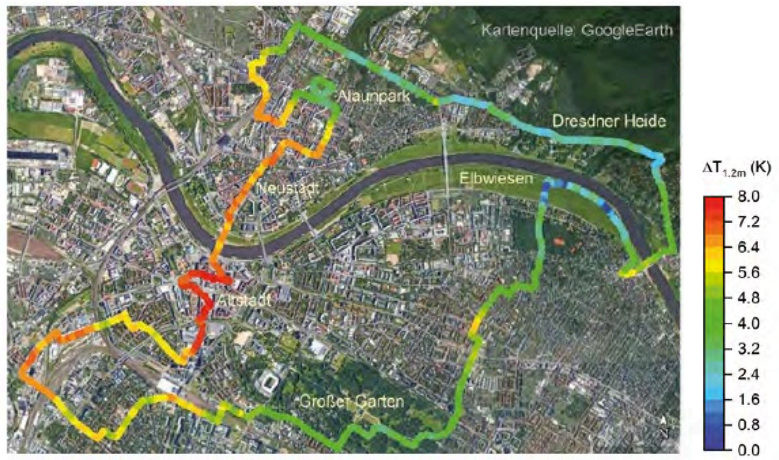 Kartenquelle: GoogleEarth
Alaunpark
Dresdner Heide
Neustadt
Elbwiesen
Altstadt
Großer Garten
ΔT1.2m (K)
8.0
7.2
6.4
5.6
4.8
4.0
3.2
2.4
1.6
0.8
0.0